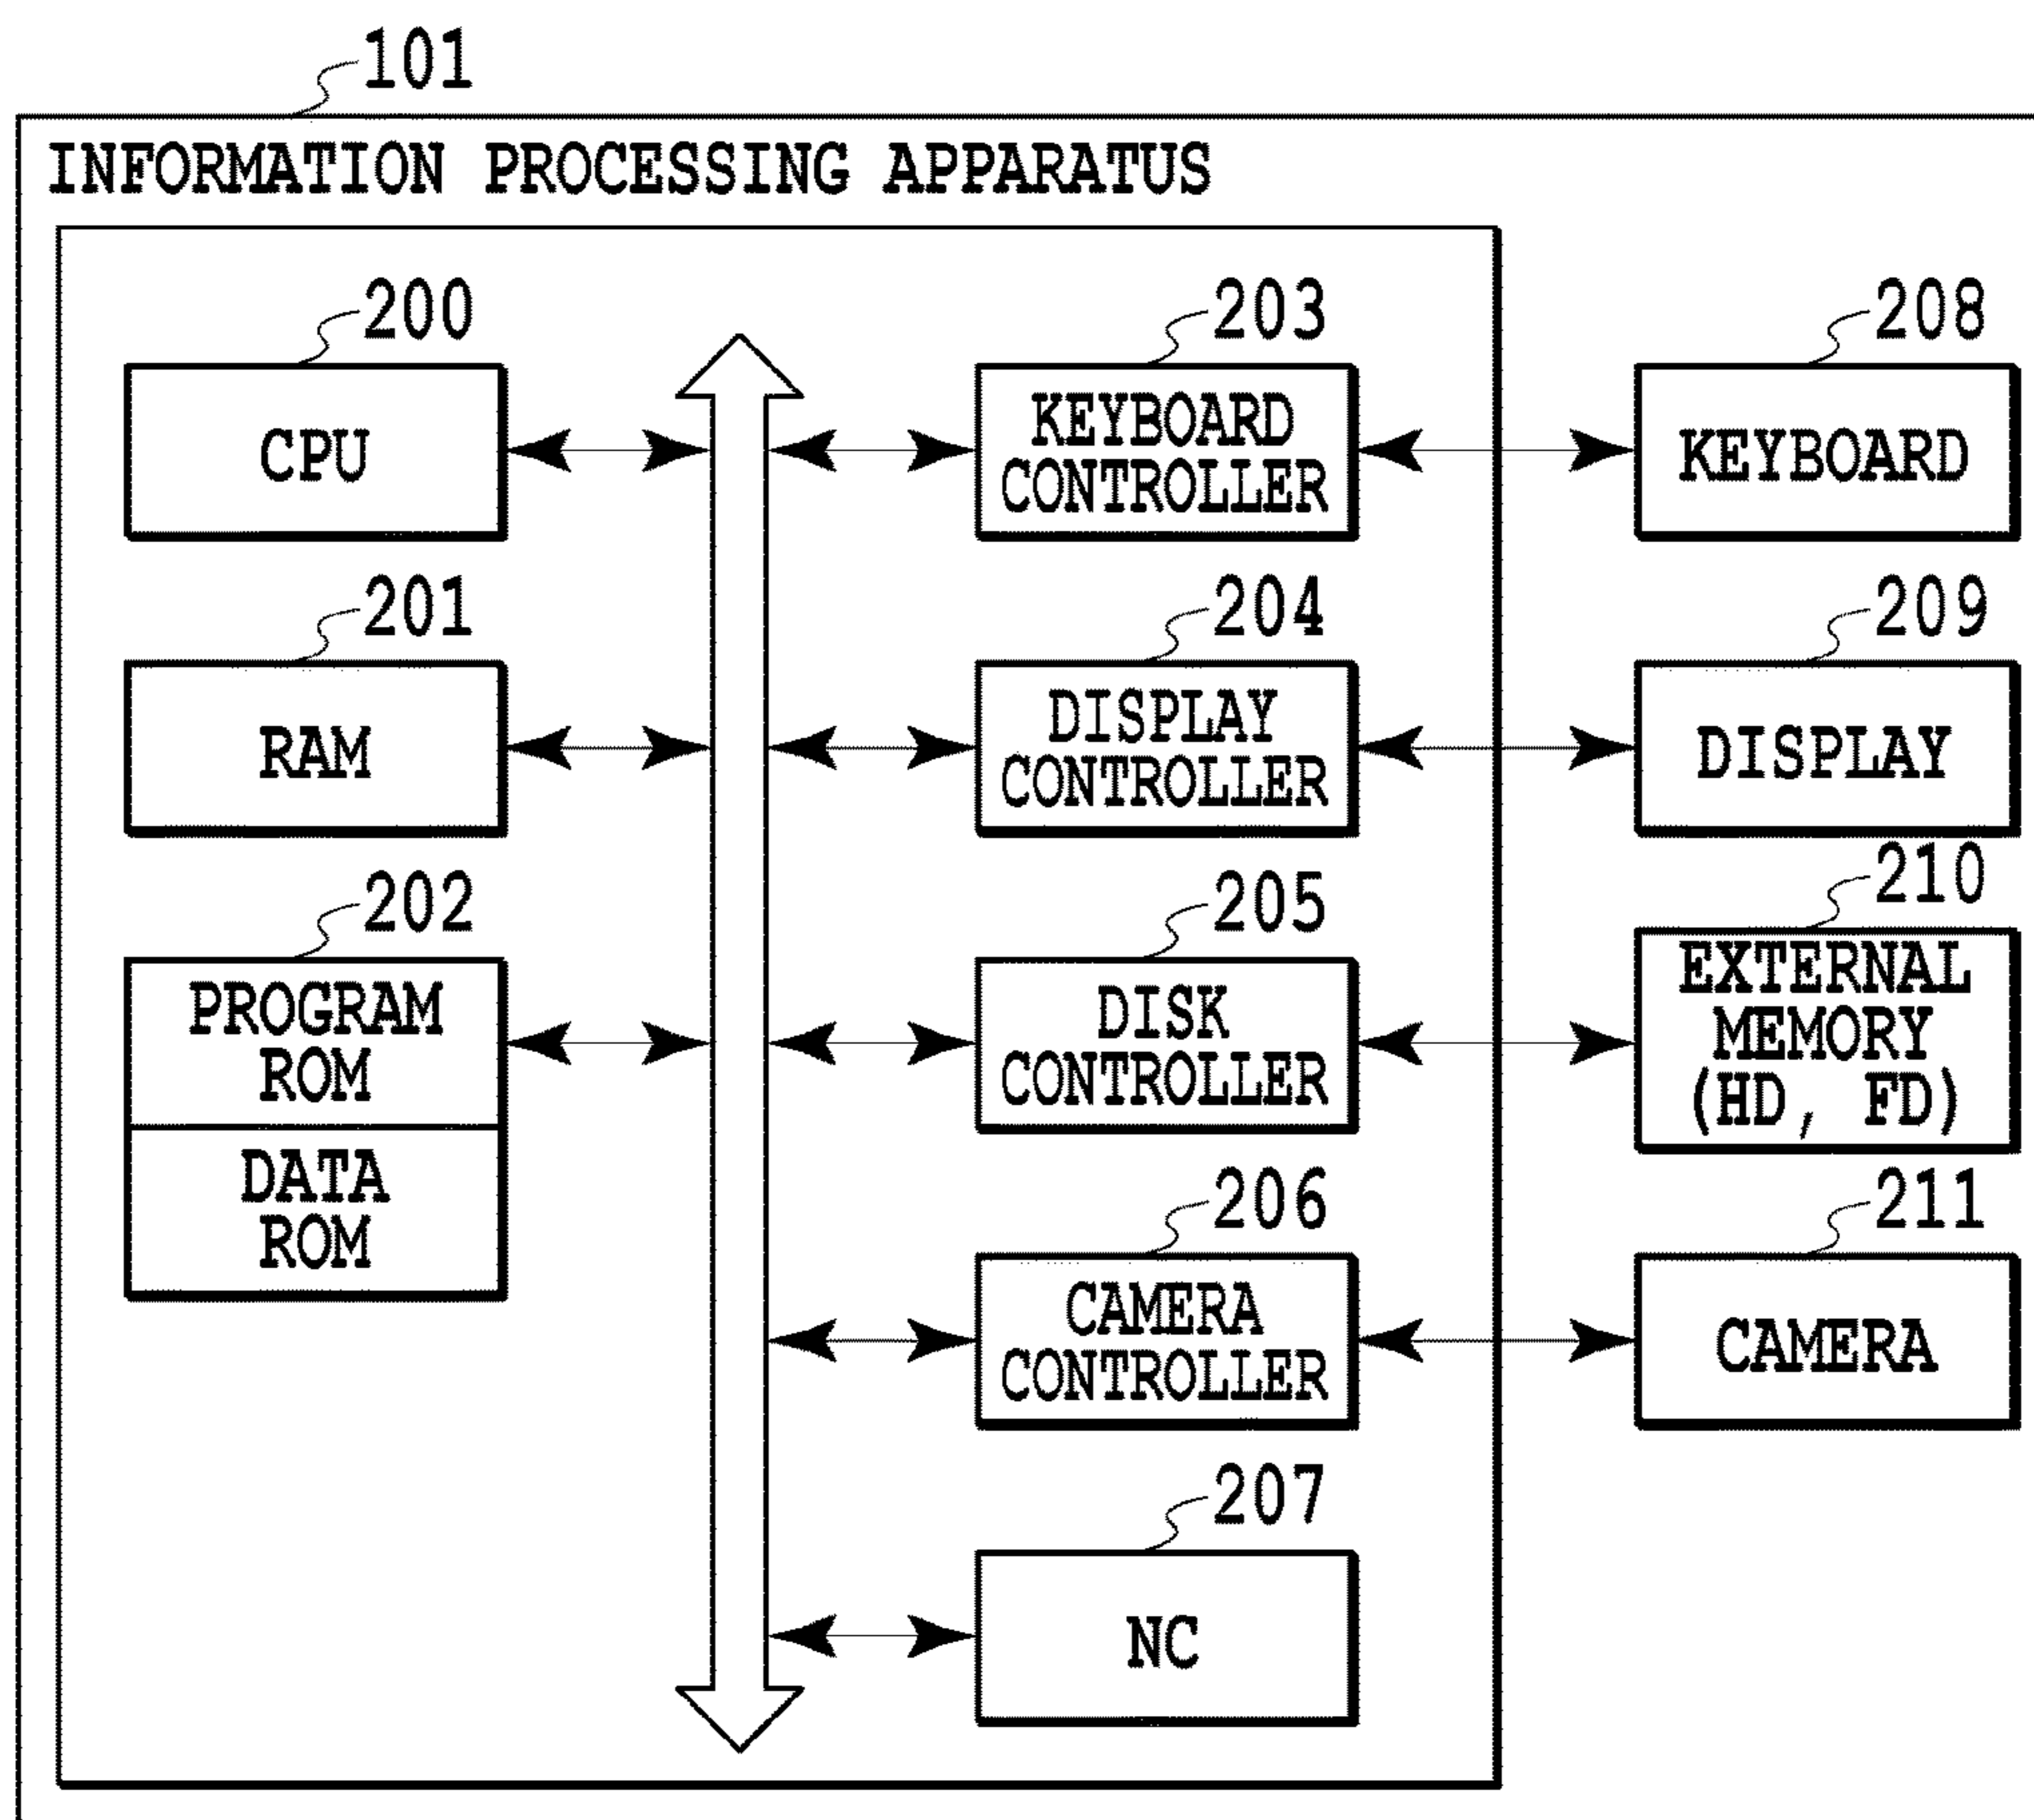 101
INFORMATION PROCESSING APPARATUS
200
CPU
201
RAM
202
PROGRAM
ROM
DATA
ROM
203
KEYBOARD
CONTROLLER
204
DISPLAY
CONTROLLER
205
DISK
CONTROLLER
206
CAMERA
CONTROLLER
207
NC
208
KEYBOARD
209
DISPLAY
210
EXTERNAL
MEMORY
(HD, FD)
211
CAMERA